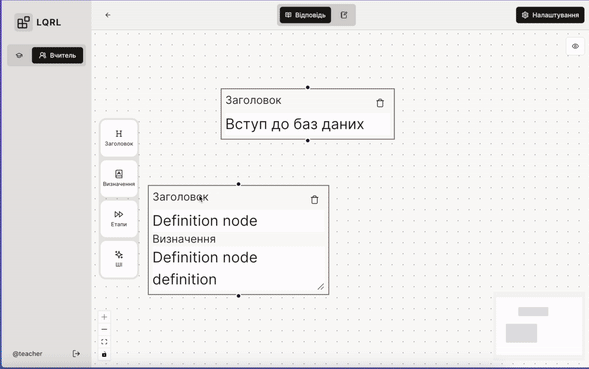 LQRL
Відповідь
Налаштування
Вчитель
Заголовок
Вступ до баз даних
H
Заголовок
Визначення
Етапи
ШІ
Заголовок
Definition node
Визначення
Definition node
definition
@teacher